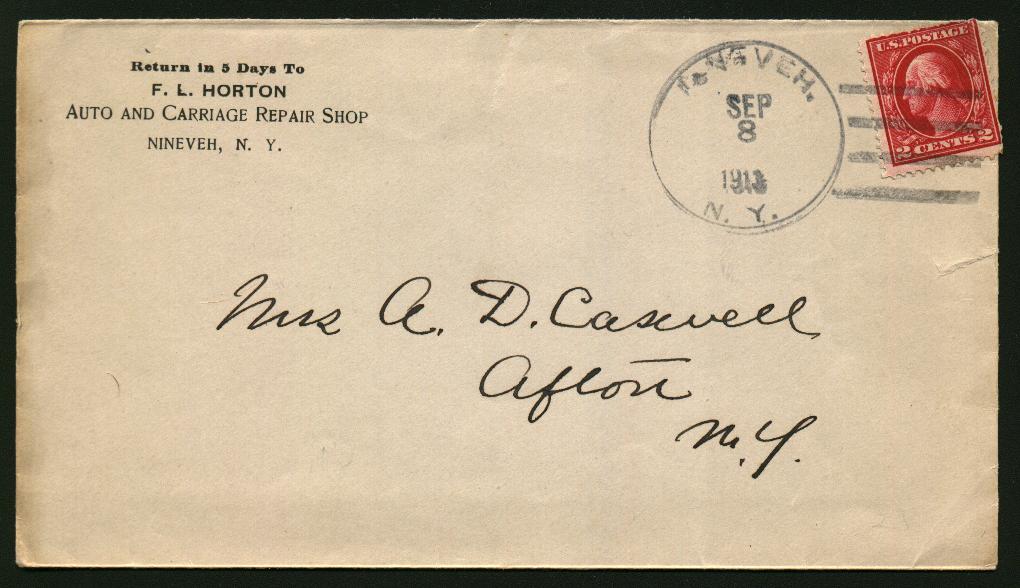 Return in 5 Days To
F. L. HORTON
AUTO AND CARRIAGE REPAIR SHOP
NINEVEH, N. Y.
NINEVEH.
SEP
8
N. Y.
U.S. POSTAGE
2 CENTS 2
Mrs A. D. Caswell
Afton
N. Y.